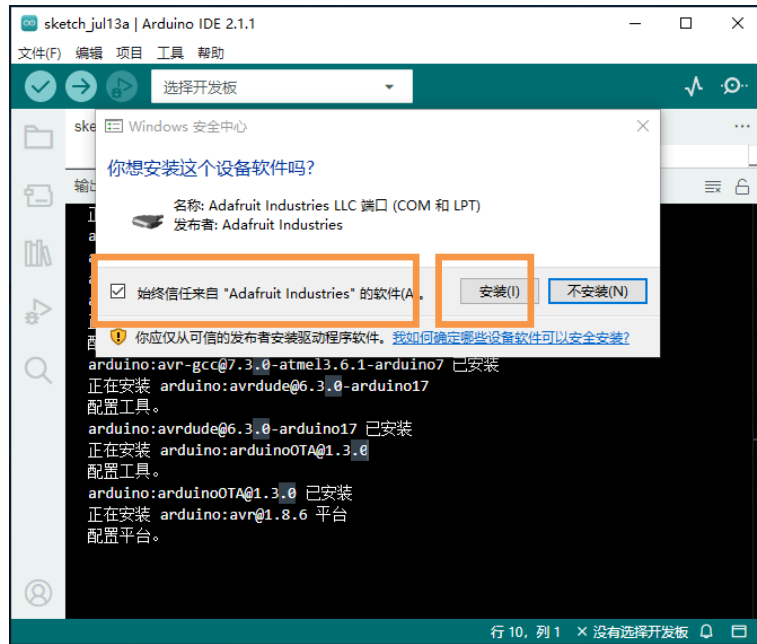 sketch_jul13a | Arduino IDE 2.1.1
文件(F) 编辑 项目 工具 帮助
选择开发板
ske
Windows 安全中心
你想安装这个设备软件吗?
名称: Adafruit Industries LLC 端口 (COM 和 LPT)
发布者: Adafruit Industries
始终信任来自 "Adafruit Industries" 的软件(A
安装(I)
不安装(N)
你应仅从可信的发布者安装驱动程序软件。我如何确定哪些设备软件可以安全安装?
arduino:avr-gcc@7.3.0-atmel3.6.1-arduino7 已安装
正在安装 arduino:avrdude@6.3.0-arduino17
配置工具。
arduino:avrdude@6.3.0-arduino17 已安装
正在安装 arduino:arduinoOTA@1.3.0
配置工具。
arduino:arduinoOTA@1.3.0 已安装
正在安装 arduino:avr@1.8.6 平台
配置平台。
行 10，列 1 × 没有选择开发板